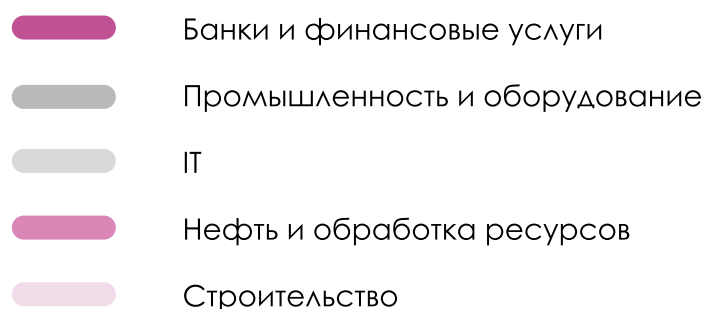 Банки и финансовые услуги
Промышленность и оборудование
IT
Нефть и обработка ресурсов
Строительство